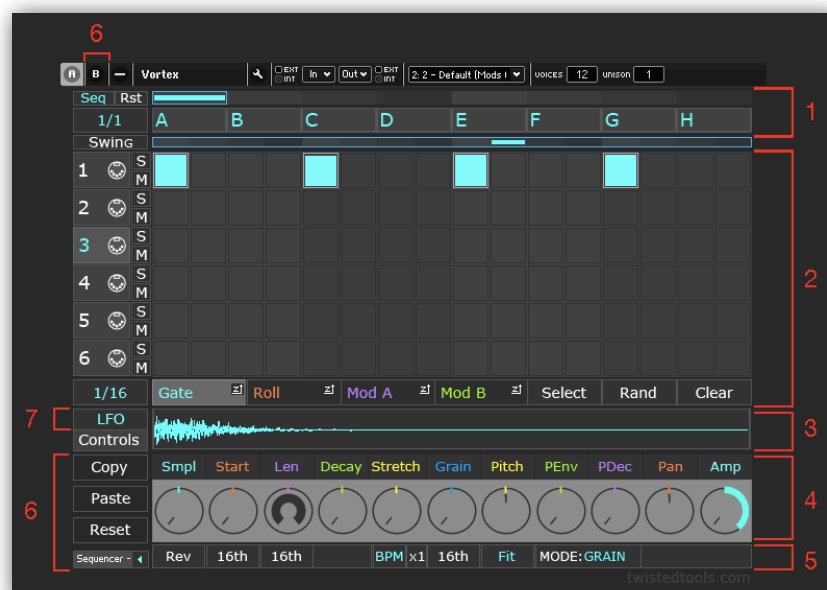 6
A B Vortex EXT INT In Out EXT INT 2: 2 - Default (Mods VOICES 12 UNISON 1
Seq Rst
1/1 A B C D E F G H
1
Swing
1 S M
2 S M
3 S M
4 S M
5 S M
6 S M
2
1/16 Gate Roll Mod A Mod B Select Rand Clear
7 LFO
Controls
3
Copy Smpl Start Len Decay Stretch Grain Pitch PEnv PDec Pan Amp
Paste
4
6
Reset
Sequencer - Rev 16th 16th BPM x1 16th Fit MODE:GRAIN
5
twistedtools.com